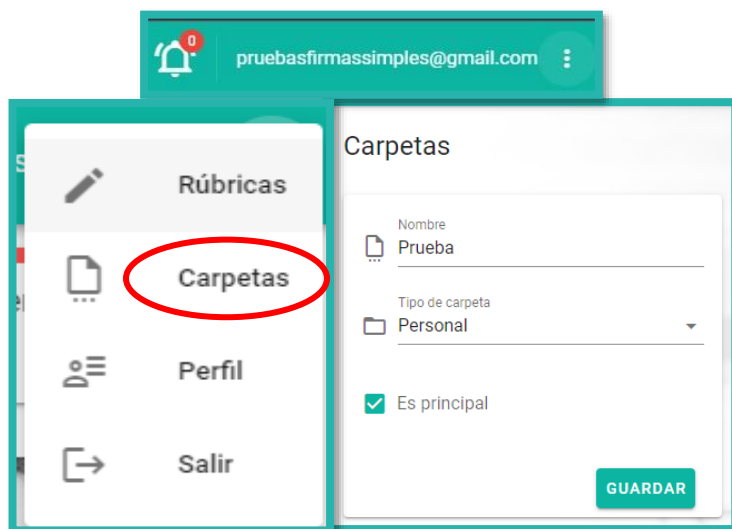 0
pruebasfirmassimples@gmail.com
Rúbricas
Carpetas
Perfil
Salir
Carpetas
Nombre
Prueba
Tipo de carpeta
Personal
Es principal
GUARDAR